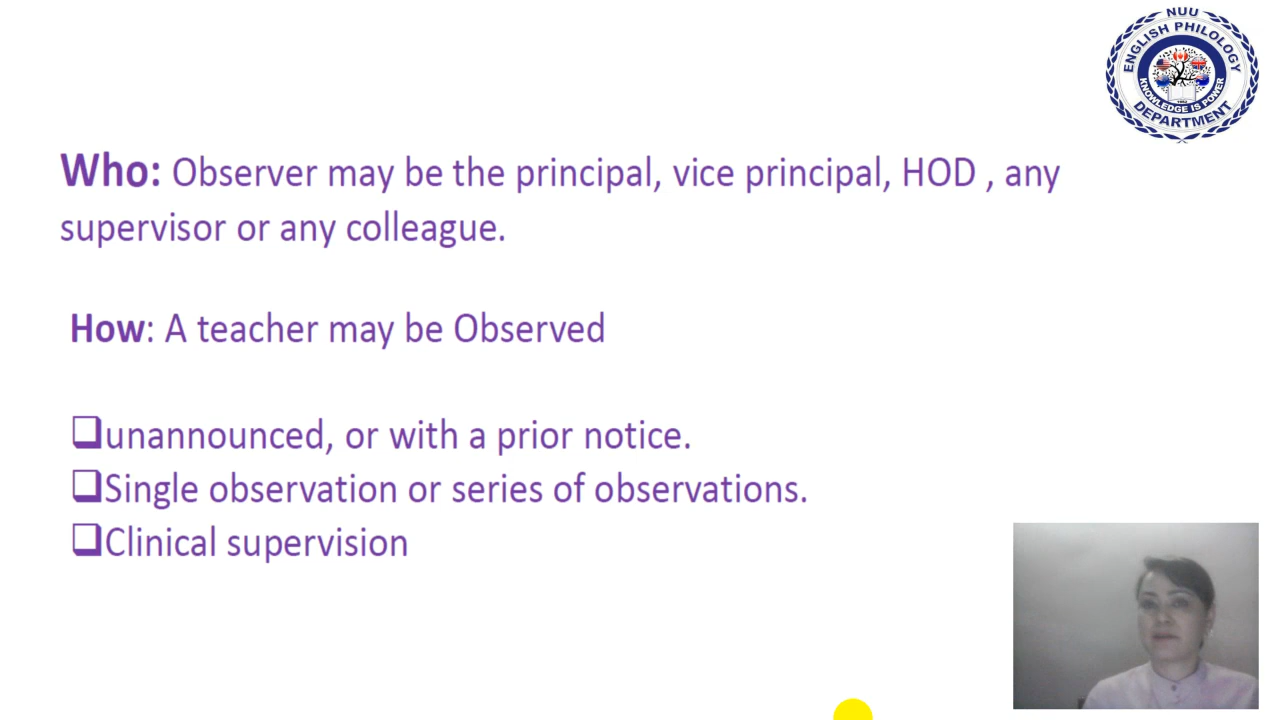 NUU
ENGLISH PHILOLOGY
KNOWLEDGE IS POWER
DEPARTMENT
Who: Observer may be the principal, vice principal, HOD , any
supervisor or any colleague.
How: A teacher may be Observed
❑unannounced, or with a prior notice.
❑Single observation or series of observations.
❑Clinical supervision